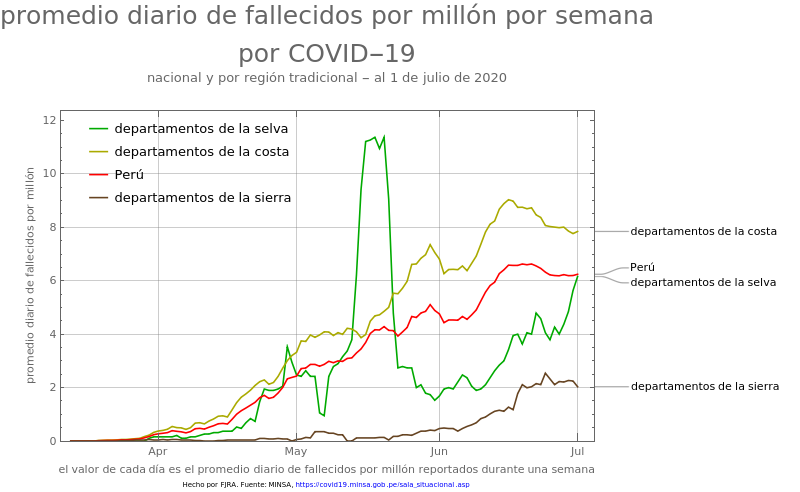 promedio diario de fallecidos por millón por semana
por COVID−19
nacional y por región tradicional − al 1 de julio de 2020
departamentos de la selva
departamentos de la costa
Perú
departamentos de la sierra
promedio diario de fallecidos por millón
12
10
8
6
4
2
0
Apr
May
Jun
Jul
departamentos de la costa
Perú
departamentos de la selva
departamentos de la sierra
el valor de cada día es el promedio diario de fallecidos por millón reportados durante una semana
Hecho por FJRA. Fuente: MINSA, https://covid19.minsa.gob.pe/sala_situacional.asp